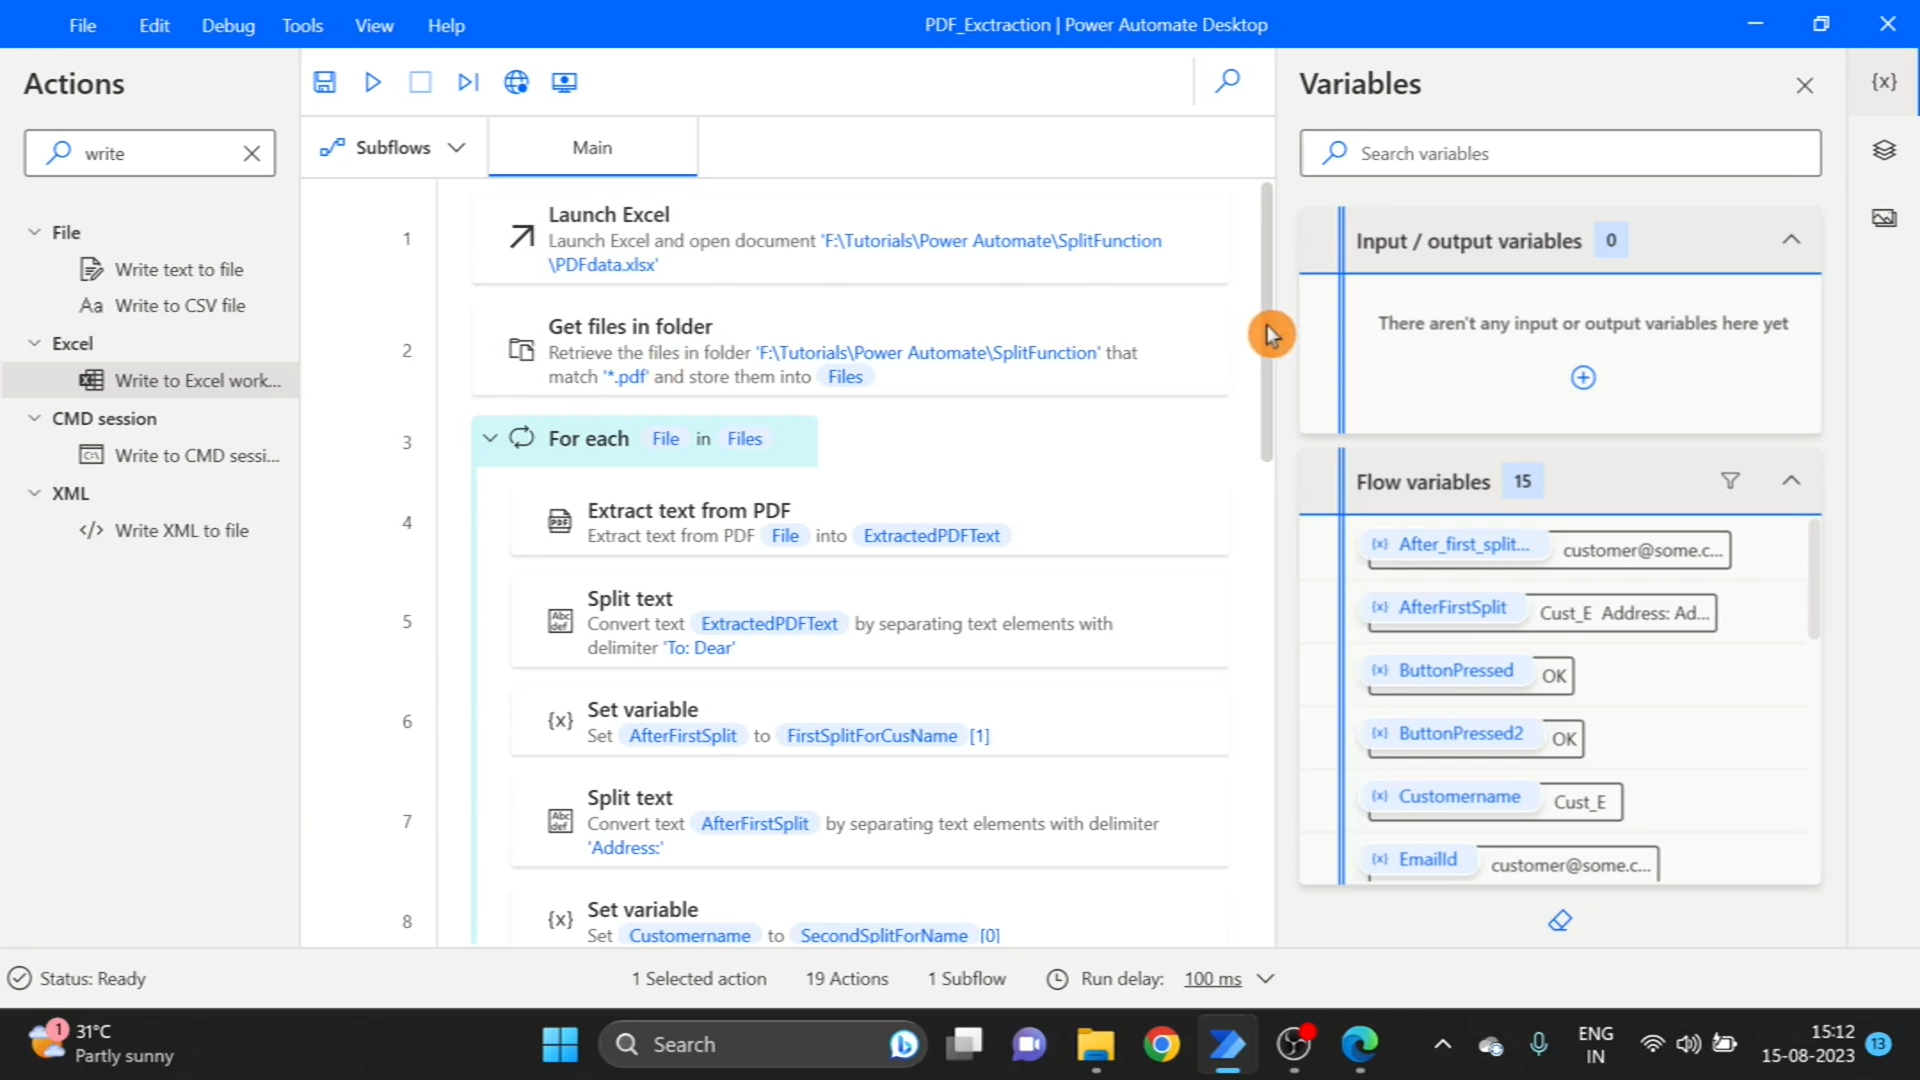 File Edit Debug Tools View Help PDF_Exctraction | Power Automate Desktop
Actions
write
File
Write text to file
Aa Write to CSV file
Excel
Write to Excel work...
CMD session
Write to CMD sessi...
XML
Write XML to file
Subflows Main
1 Launch Excel
Launch Excel and open document 'F:\Tutorials\Power Automate\SplitFunction
\PDFdata.xlsx'
2 Get files in folder
Retrieve the files in folder 'F:\Tutorials\Power Automate\SplitFunction' that
match '*.pdf' and store them into Files
3 For each File in Files
4 Extract text from PDF
Extract text from PDF File into ExtractedPDFText
5 Split text
Convert text ExtractedPDFText by separating text elements with
delimiter 'To: Dear'
6 {x} Set variable
Set AfterFirstSplit to FirstSplitForCusName [1]
7 Split text
Convert text AfterFirstSplit by separating text elements with delimiter
'Address:'
8 {x} Set variable
Set Customername to SecondSplitForName [0]
Variables {x}
Search variables
Input / output variables 0
There aren't any input or output variables here yet
Flow variables 15
{x} After_first_split... customer@some.c...
{x} AfterFirstSplit Cust_E Address: Ad...
{x} ButtonPressed OK
{x} ButtonPressed2 OK
{x} Customername Cust_E
{x} EmailId customer@some.c...
Status: Ready 1 Selected action 19 Actions 1 Subflow Run delay: 100 ms
1 31°C
Partly sunny
Search
ENG
IN
15:12
15-08-2023
13